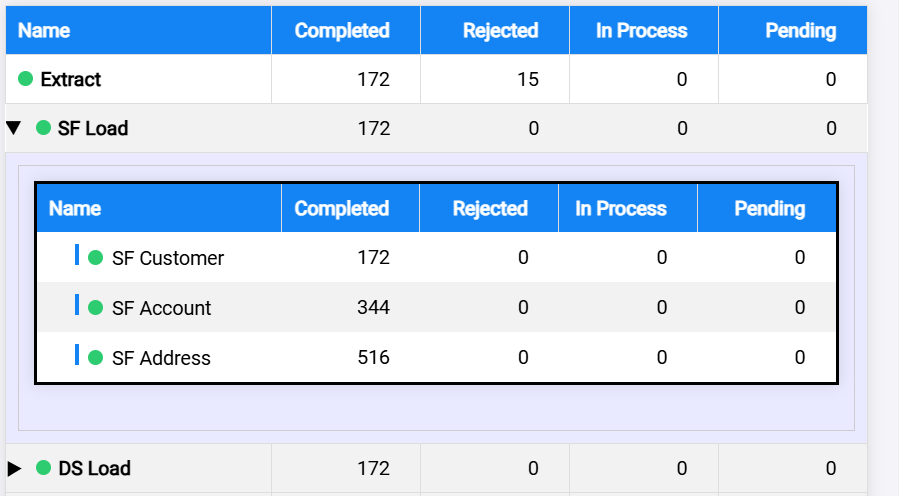 Name Completed Rejected In Process Pending
Extract 172 15 0 0
SF Load 172 0 0 0
Name Completed Rejected In Process Pending
SF Customer 172 0 0 0
SF Account 344 0 0 0
SF Address 516 0 0 0
DS Load 172 0 0 0